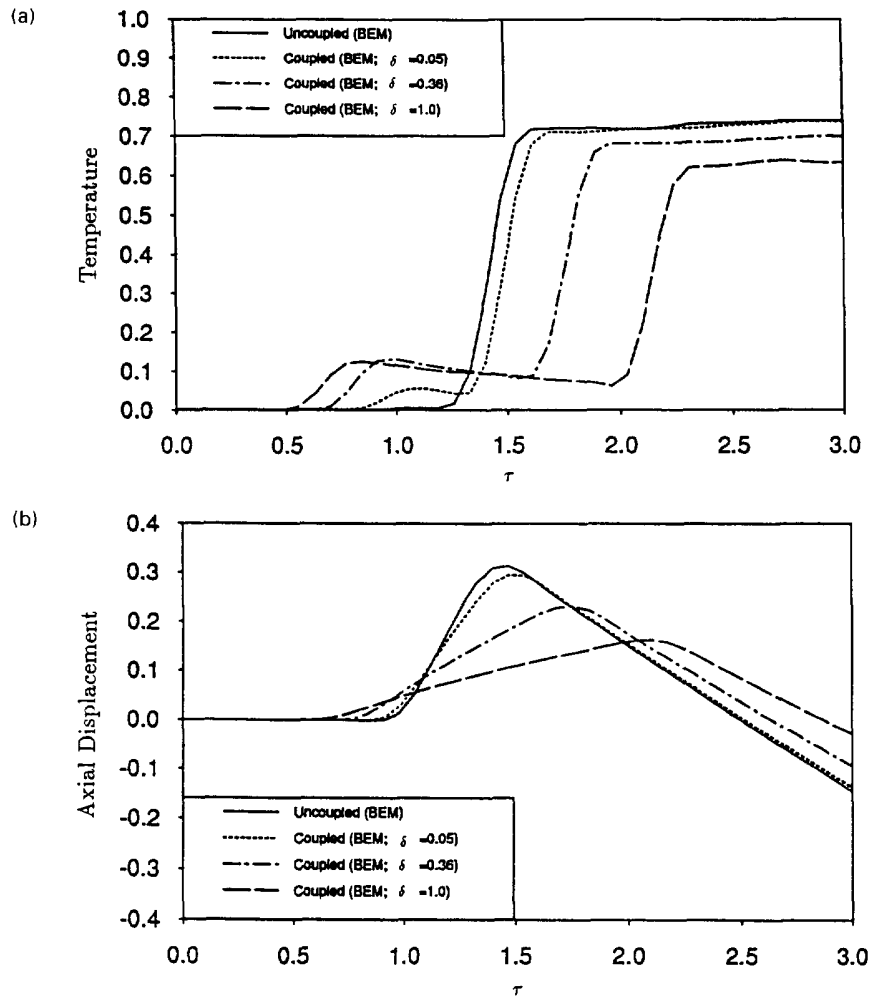 (a)
Uncoupled (BEM)
Coupled (BEM; δ =0.05)
Coupled (BEM; δ =0.36)
Coupled (BEM; δ =1.0)
1.0
0.9
0.8
0.7
0.6
0.5
0.4
0.3
0.2
0.1
0.0
Temperature
0.0 0.5 1.0 1.5 2.0 2.5 3.0
τ
(b)
0.4
0.3
0.2
0.1
0.0
-0.1
-0.2
-0.3
-0.4
Axial Displacement
Uncoupled (BEM)
Coupled (BEM; δ =0.05)
Coupled (BEM; δ =0.36)
Coupled (BEM; δ =1.0)
0.0 0.5 1.0 1.5 2.0 2.5 3.0
τ